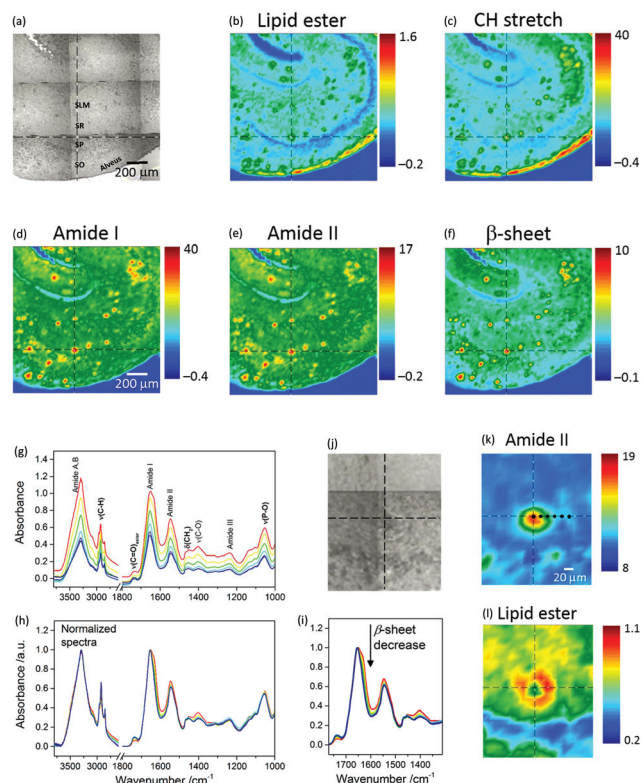 (a)
SLM
SR
SP
SO
Alveus
200 μm
(b)
Lipid ester
1.6
−0.2
(c)
CH stretch
40
−0.4
(d)
Amide I
40
−0.4
200 μm
(e)
Amide II
17
−0.2
(f)
β-sheet
10
−0.1
(g)
Absorbance
1.4
1.2
1.0
0.8
0.6
0.4
0.2
0.0
Amide A,B
ν(C-H)
ν(C=O)ester
Amide I
Amide II
δ(CH2)
ν(C-O)
Amide III
ν(P-O)
3500 3000 1800 1600 1400 1200 1000
(h)
Normalized
spectra
Absorbance /a.u.
1.4
1.2
1.0
0.8
0.6
0.4
0.2
0.0
3500 3000 1800 1600 1400 1200 1000
Wavenumber /cm⁻¹
(i)
β-sheet
decrease
1.4
1.2
1.0
0.8
0.6
0.4
0.2
1600 1400
Wavenumber /cm⁻¹
(j)
(k)
Amide II
19
8
20 μm
(l)
Lipid ester
1.1
0.2